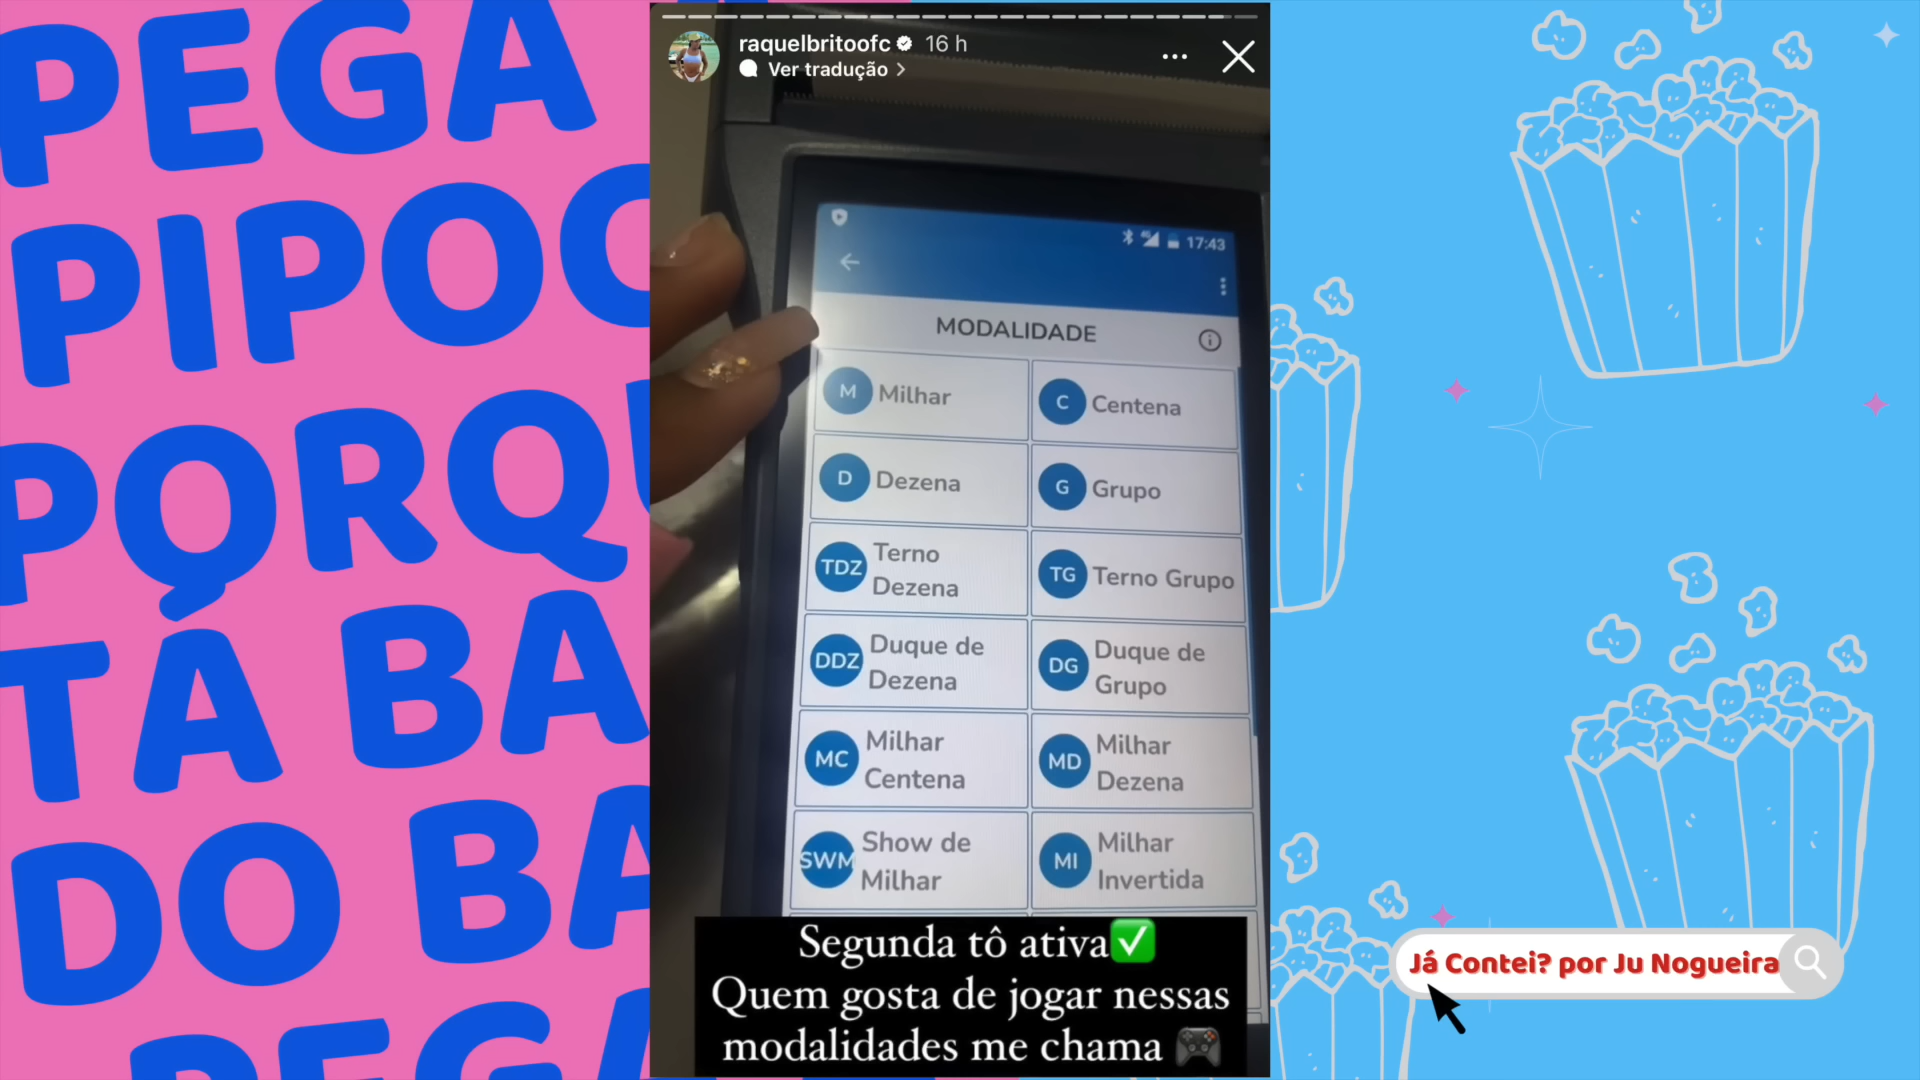 PEGA
PIPOC
PORQU
TÁ BA
DO BA
PEGA
raquelbritoofc 16 h
Ver tradução >
17:43
MODALIDADE
M Milhar
C Centena
D Dezena
G Grupo
TDZ Terno Dezena
TG Terno Grupo
DDZ Duque de Dezena
DG Duque de Grupo
MC Milhar Centena
MD Milhar Dezena
SWM Show de Milhar
MI Milhar Invertida
Segunda tô ativa✅
Quem gosta de jogar nessas
modalidades me chama 🎮
Já Contei? por Ju Nogueira